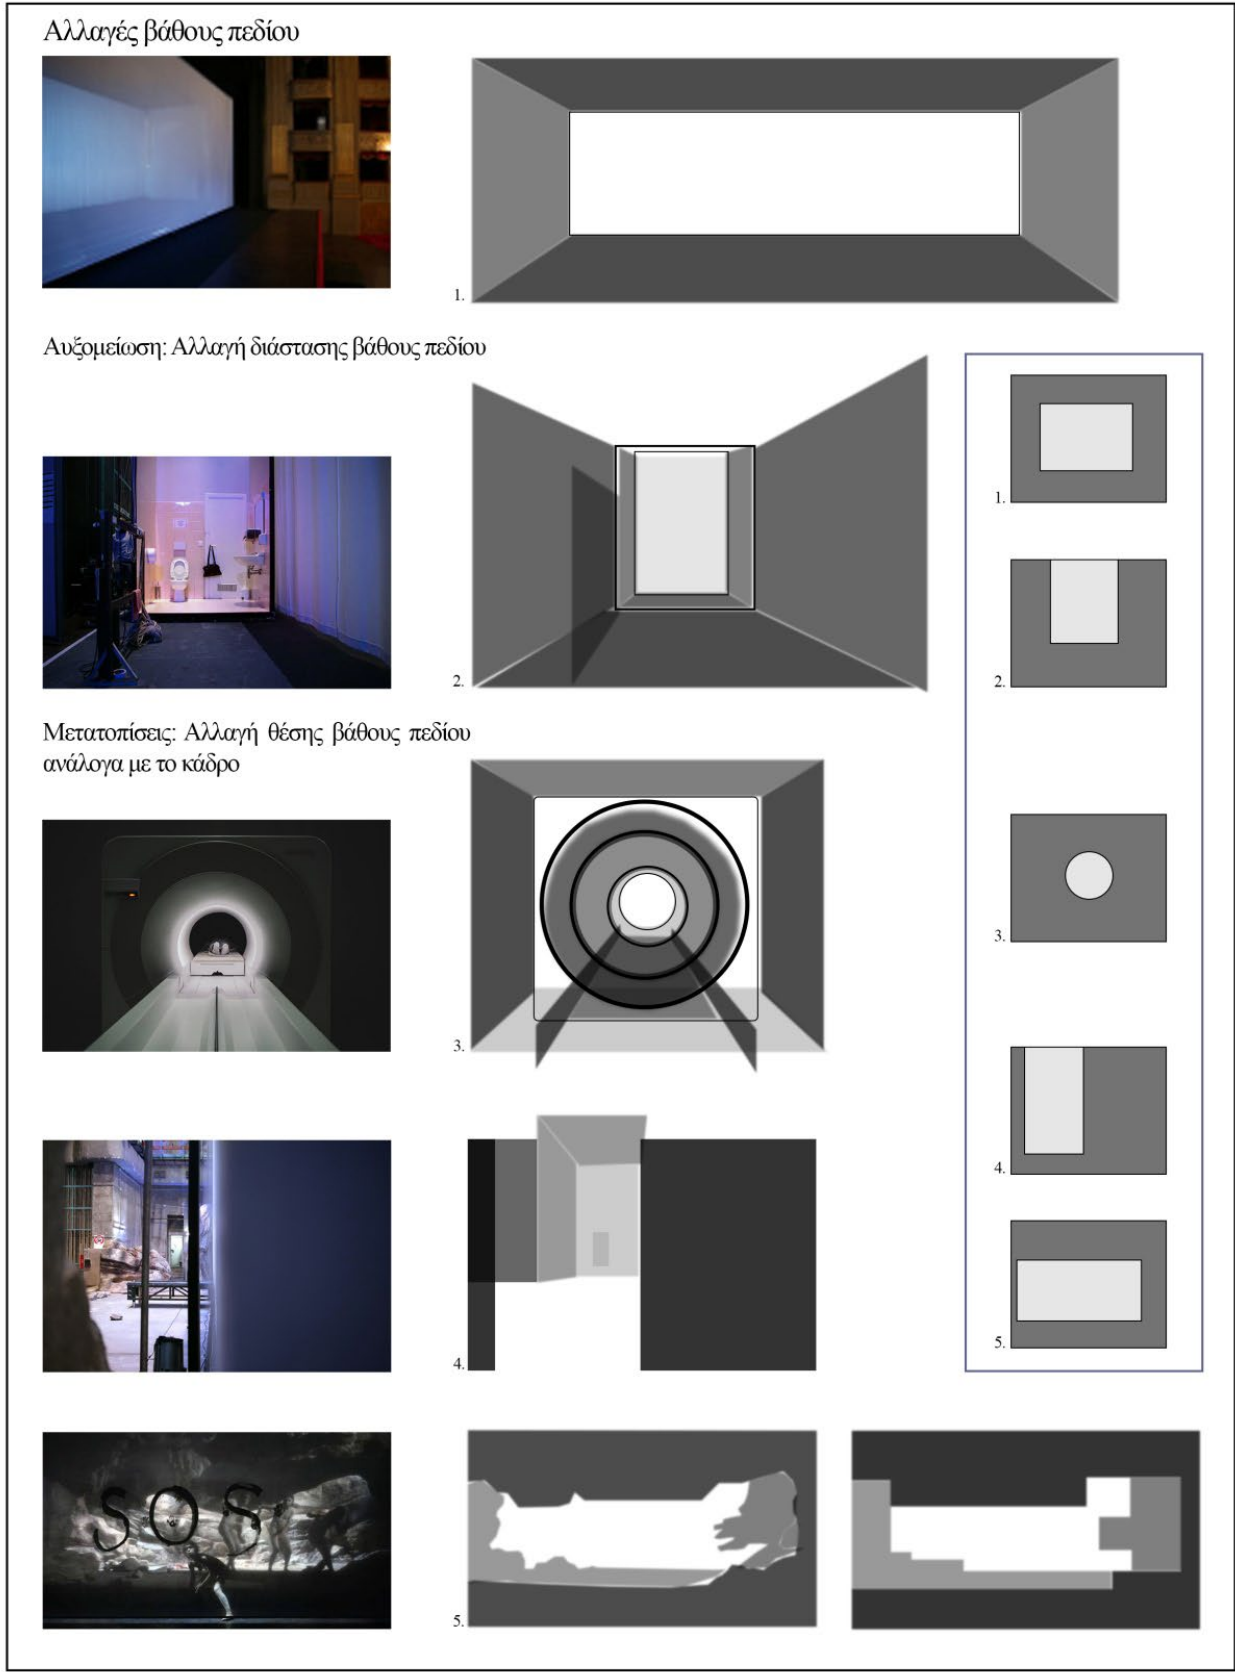 Αλλαγές βάθους πεδίου
1.
Αυξομείωση: Αλλαγή διάστασης βάθους πεδίου
2.
Μετατοπίσεις: Αλλαγή θέσης βάθους πεδίου
ανάλογα με το κάδρο
3.
4.
SOS
5.
1.
2.
3.
4.
5.